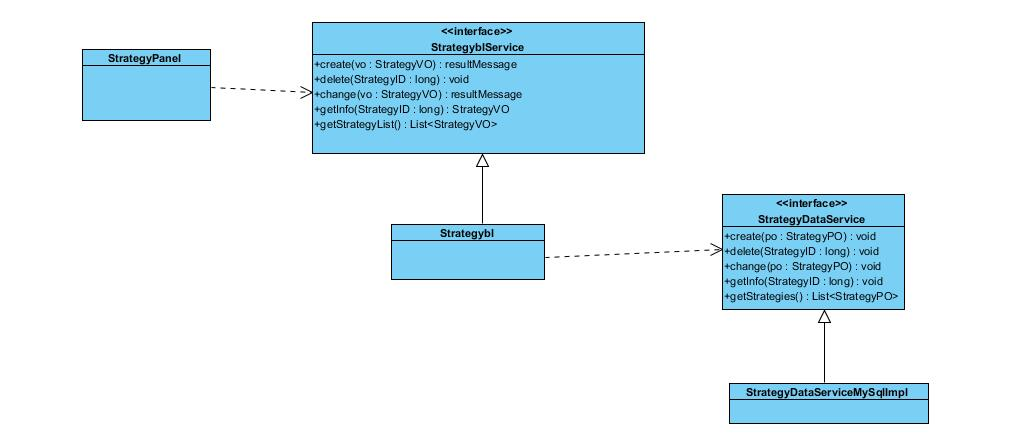 StrategyPanel
<<interface>>
StrategyblService
+create(vo : StrategyVO) : resultMessage
+delete(StrategyID : long) : void
+change(vo : StrategyVO) : resultMessage
+getInfo(StrategyID : long) : StrategyVO
+getStrategyList() : List<StrategyVO>
Strategybl
<<interface>>
StrategyDataService
+create(po : StrategyPO) : void
+delete(StrategyID : long) : void
+change(po : StrategyPO) : void
+getInfo(StrategyID : long) : void
+getStrategies() : List<StrategyPO>
StrategyDataServiceMySqlImpl